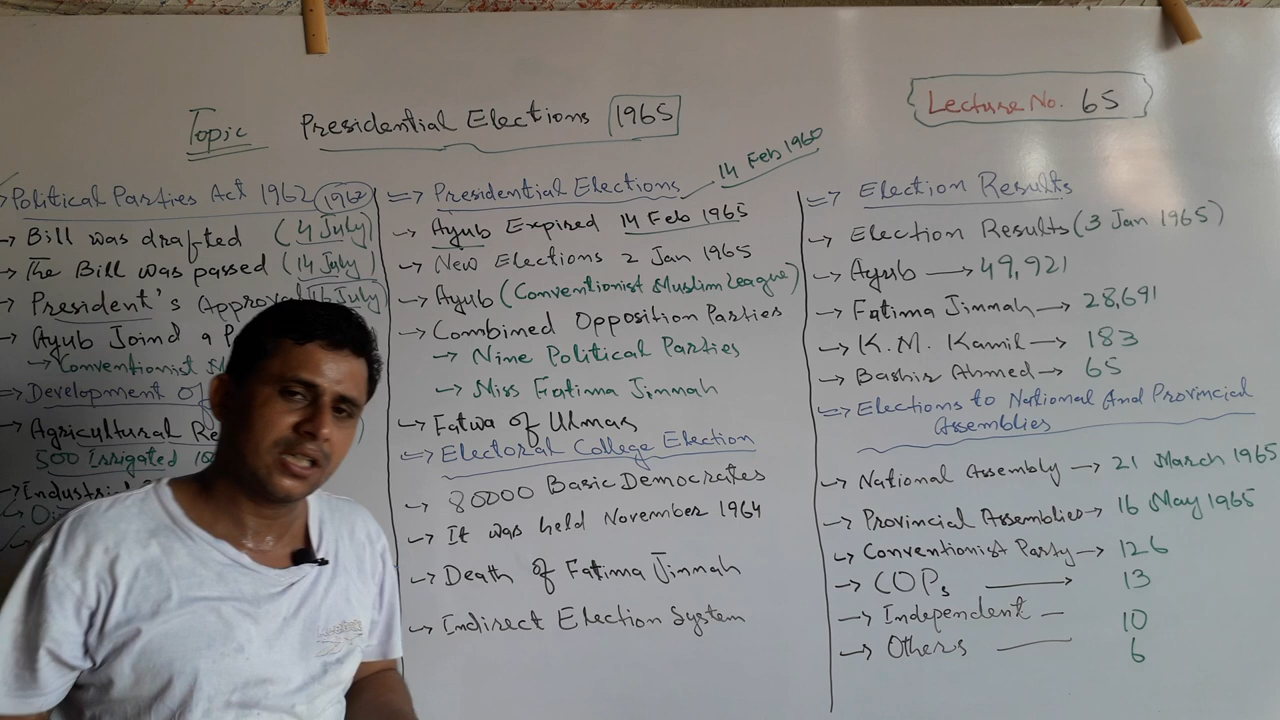 Lecture No. 65
Topic Presidential Elections 1965
Political Parties Act 1962 1962
→ Bill was drafted (4 July)
→ The Bill was passed (14 July)
→ President's Approval 16 July
→ Ayub Joind a P
→ Conventionist
⇒ Development Of
→ Agricultural Re
500 Irrigated
→ Industrial
⇒ Presidential Elections 14 Feb 1960
→ Ayub Expired 14 Feb 1965
→ New Elections 2 Jan 1965
→ Ayub (Conventionist Muslim League)
→ Combined Opposition Parties
→ Nine Political Parties
→ Miss Fatima Jinnah
→ Fatwa of Ulmas
⇒ Electoral College Election
→ 80000 Basic Democrates
→ It was held November 1964
→ Death of Fatima Jinnah
→ Indirect Election System
⇒ Election Results
→ Election Results (3 Jan 1965)
→ Ayub → 49,921
→ Fatima Jinnah → 28,691
→ K.M. Kamil → 183
→ Bashir Ahmed → 65
⇒ Elections to National And Provincial
Assemblies
→ National Assembly → 21 March 1965
→ Provincial Assemblies → 16 May 1965
→ Conventionist Party → 126
→ COPs → 13
→ Independent — 10
→ Others — 6